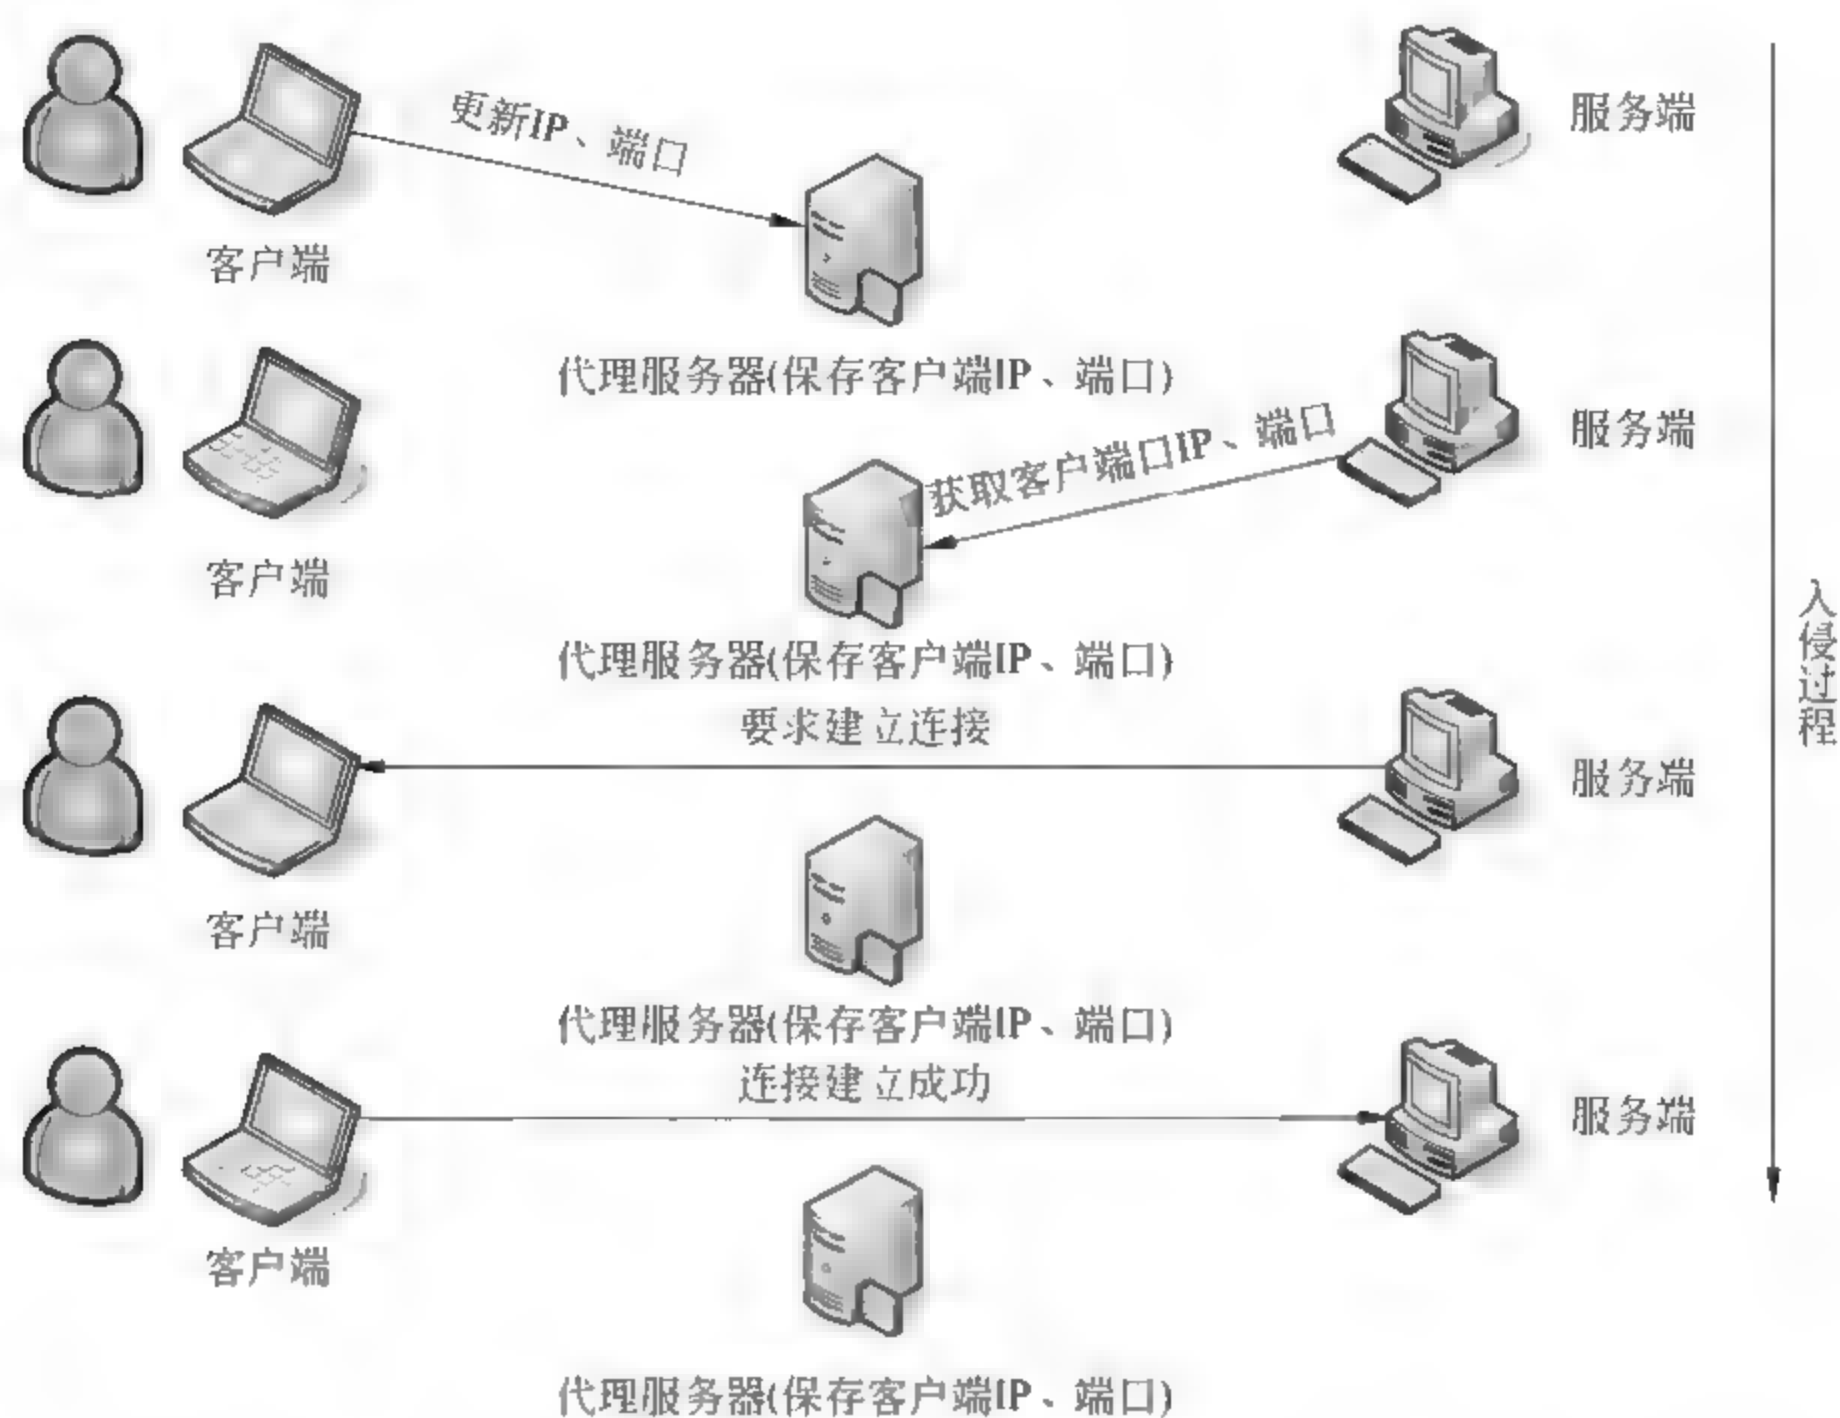 更新IP、端口
服务端
客户端
代理服务器(保存客户端IP、端口)
获取客户端口IP、端口
服务端
客户端
代理服务器(保存客户端IP、端口)
要求建立连接
服务端
客户端
代理服务器(保存客户端IP、端口)
连接建立成功
服务端
客户端
代理服务器(保存客户端IP、端口)
入侵过程